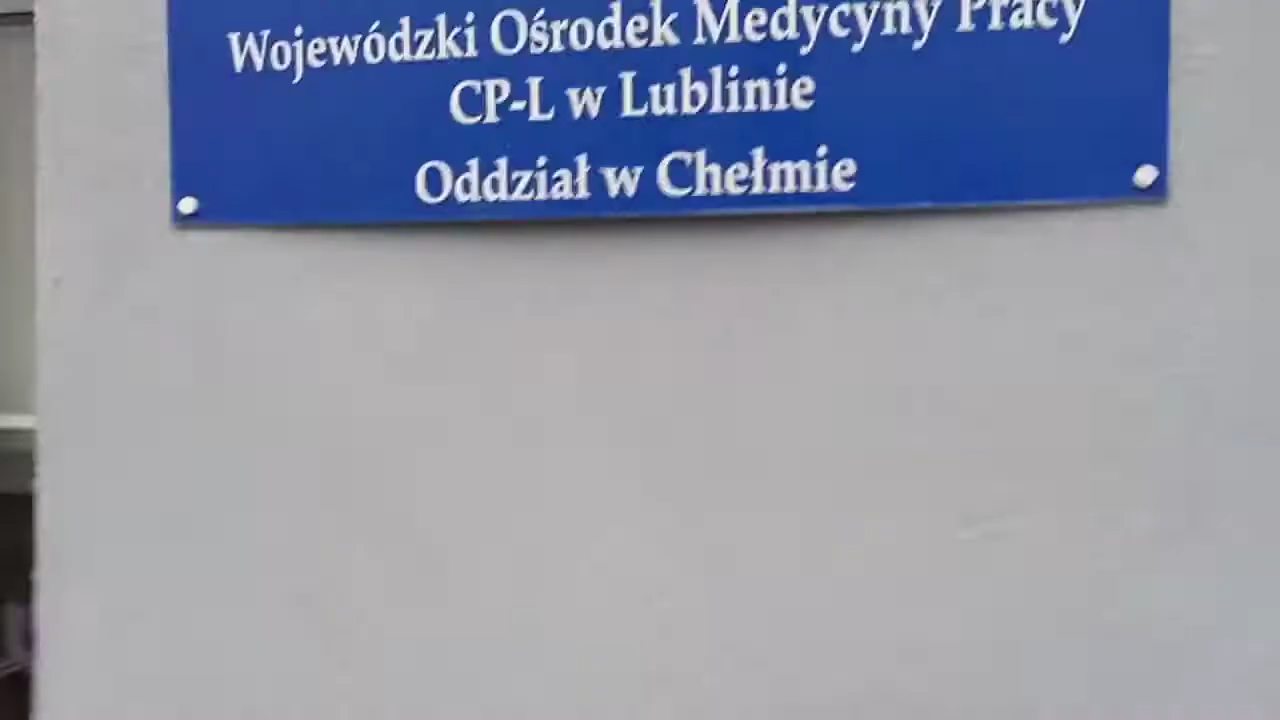 Wojewódzki Ośrodek Medycyny Pracy
CP-L w Lublinie
Oddział w Chełmie